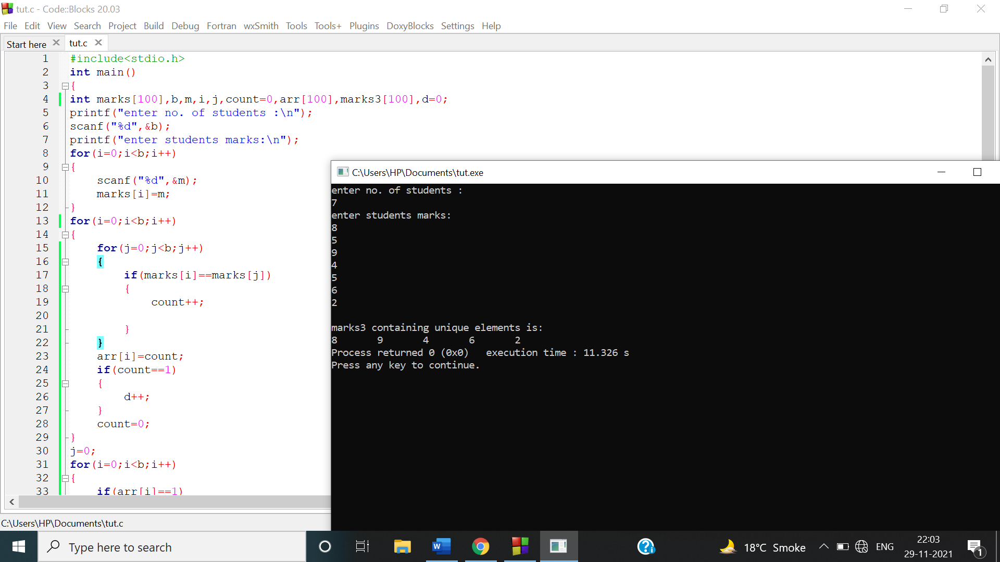 tut.c - Code::Blocks 20.03
File Edit View Search Project Build Debug Fortran wxSmith Tools Tools+ Plugins DoxyBlocks Settings Help
Start here tut.c
1 #include<stdio.h>
2 int main()
3 {
4 int marks[100],b,m,i,j,count=0,arr[100],marks3[100],d=0;
5 printf("enter no. of students :\n");
6 scanf("%d",&b);
7 printf("enter students marks:\n");
8 for(i=0;i<b;i++)
9 {
10 scanf("%d",&m);
11 marks[i]=m;
12 }
13 for(i=0;i<b;i++)
14 {
15 for(j=0;j<b;j++)
16 {
17 if(marks[i]==marks[j])
18 {
19 count++;
20
21 }
22 }
23 arr[i]=count;
24 if(count==1)
25 {
26 d++;
27 }
28 count=0;
29 }
30 j=0;
31 for(i=0;i<b;i++)
32 {
33 if(arr[i]==1)
C:\Users\HP\Documents\tut.exe
enter no. of students :
7
enter students marks:
8
5
9
4
5
6
2
marks3 containing unique elements is:
8 9 4 6 2
Process returned 0 (0x0) execution time : 11.326 s
Press any key to continue.
C:\Users\HP\Documents\tut.c
Type here to search
18°C Smoke
ENG
22:03
29-11-2021
1